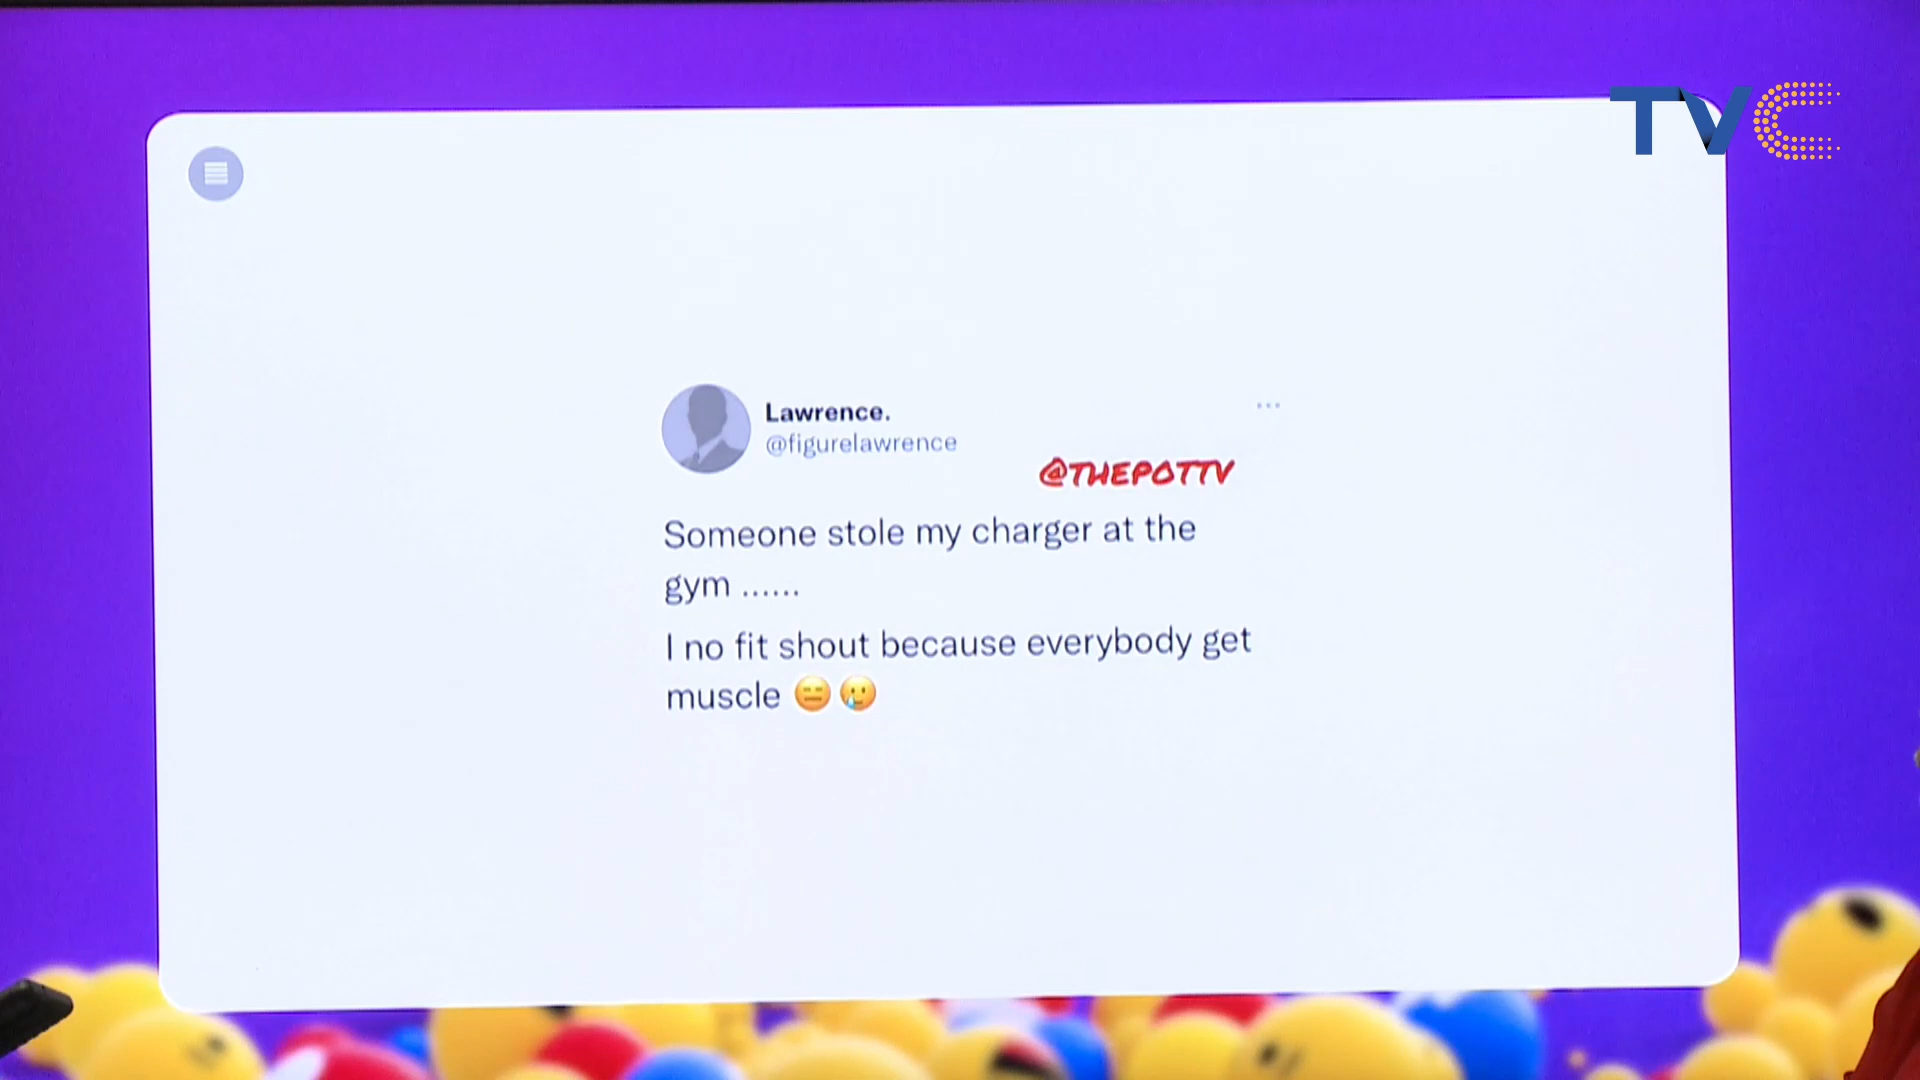 TVC
Lawrence.
@figurelawrence
@THEPOTTV
Someone stole my charger at the
gym ......
I no fit shout because everybody get
muscle 😑🥲